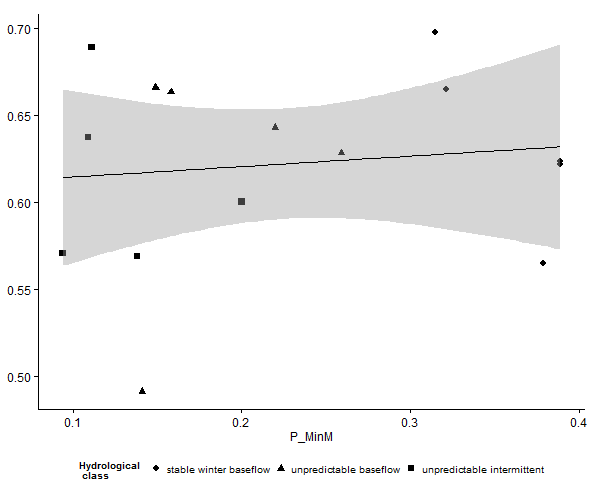 0.70
0.65
0.60
0.55
0.50
0.1 0.2 0.3 0.4
P_MinM
Hydrological
class
stable winter baseflow unpredictable baseflow unpredictable intermittent